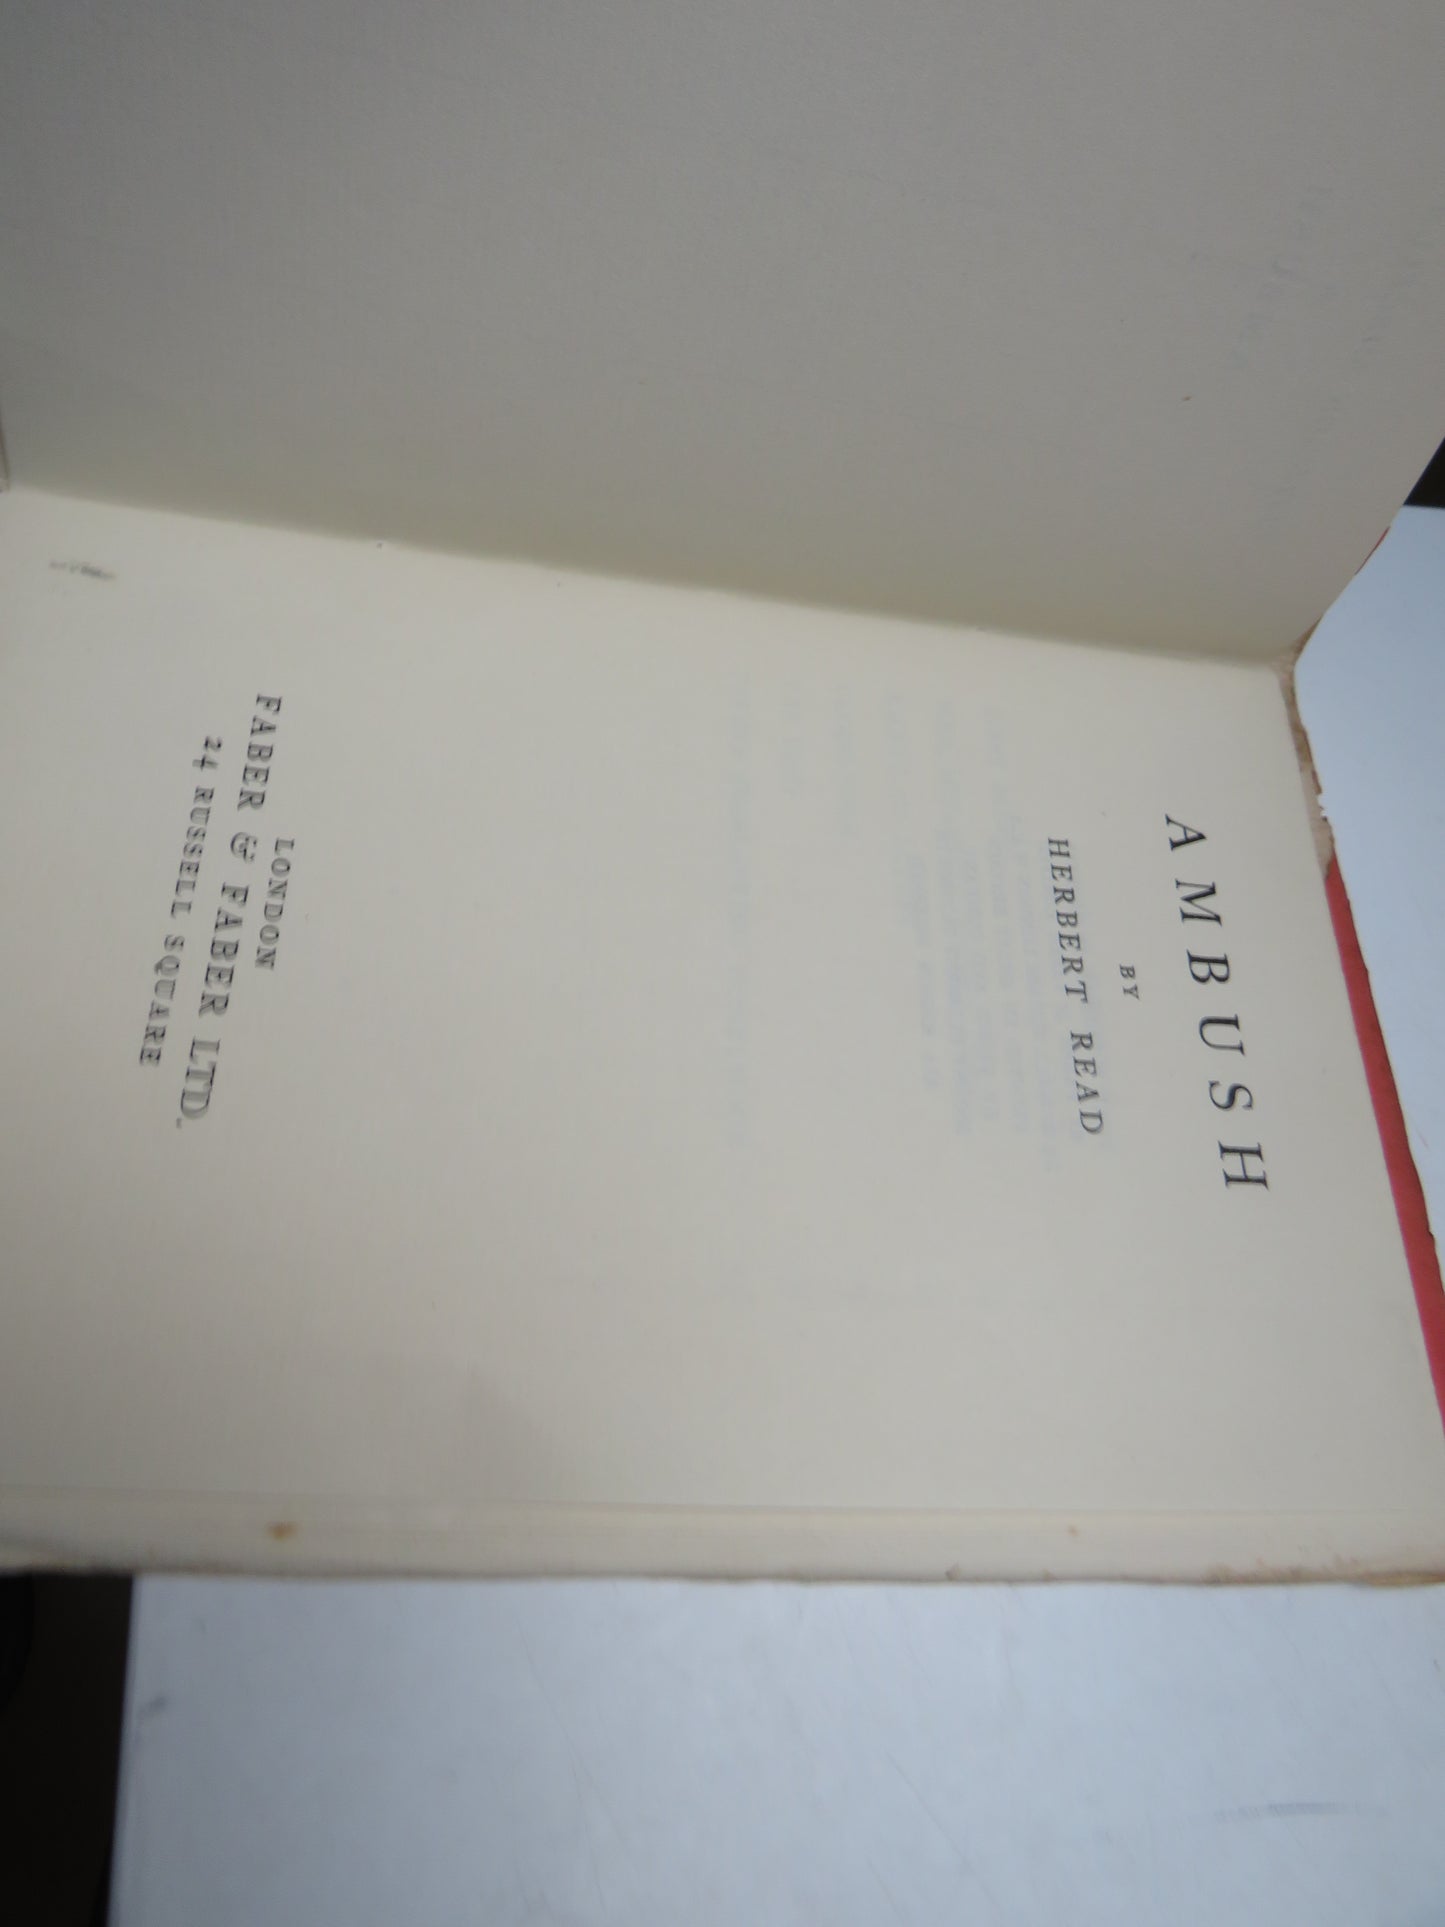 AMBUSH
BY
HERBERT READ
LONDON
FABER & FABER LTD.
24 RUSSELL SQUARE